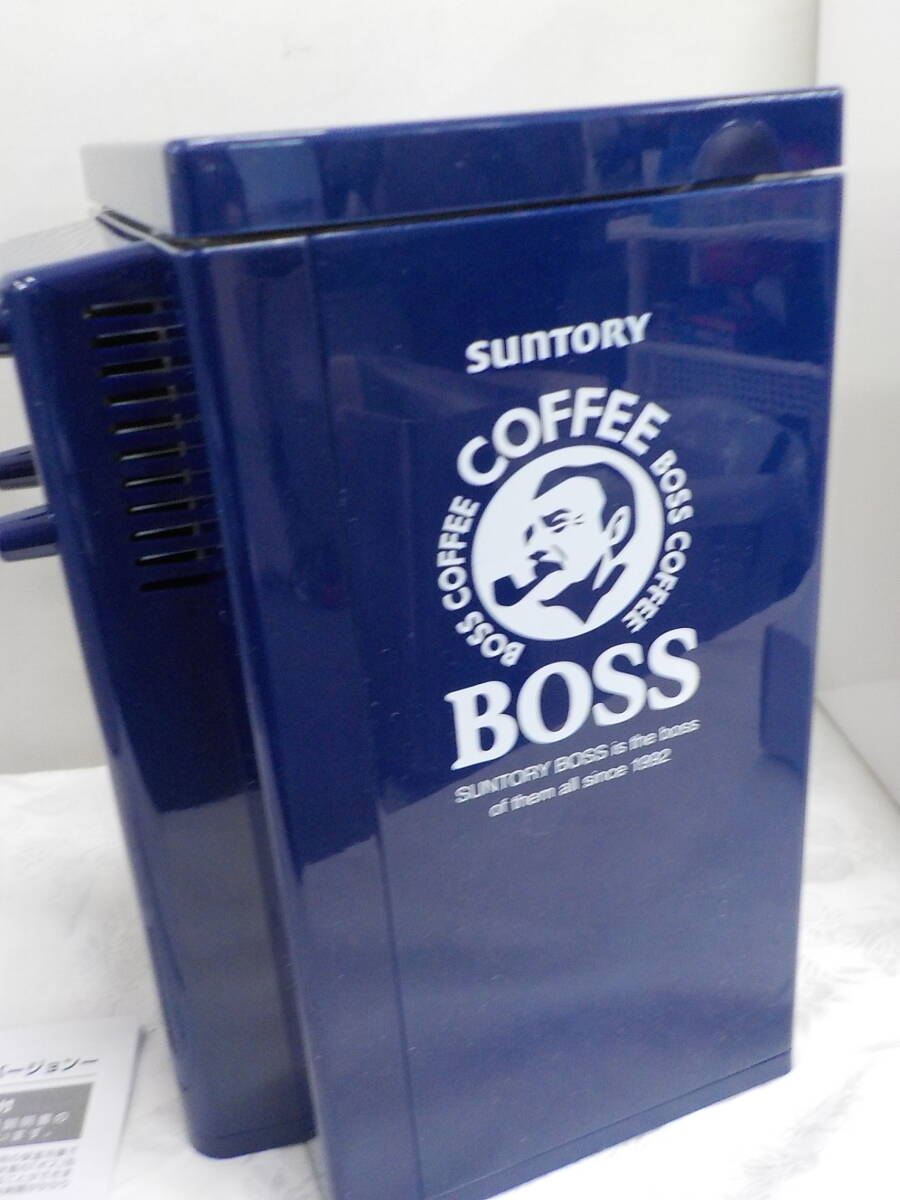 SUNTORY
COFFEE
BOSS COFFEE
BOSS COFFEE
BOSS
SUNTORY BOSS is the boss
of them all since 1992
ージョンー